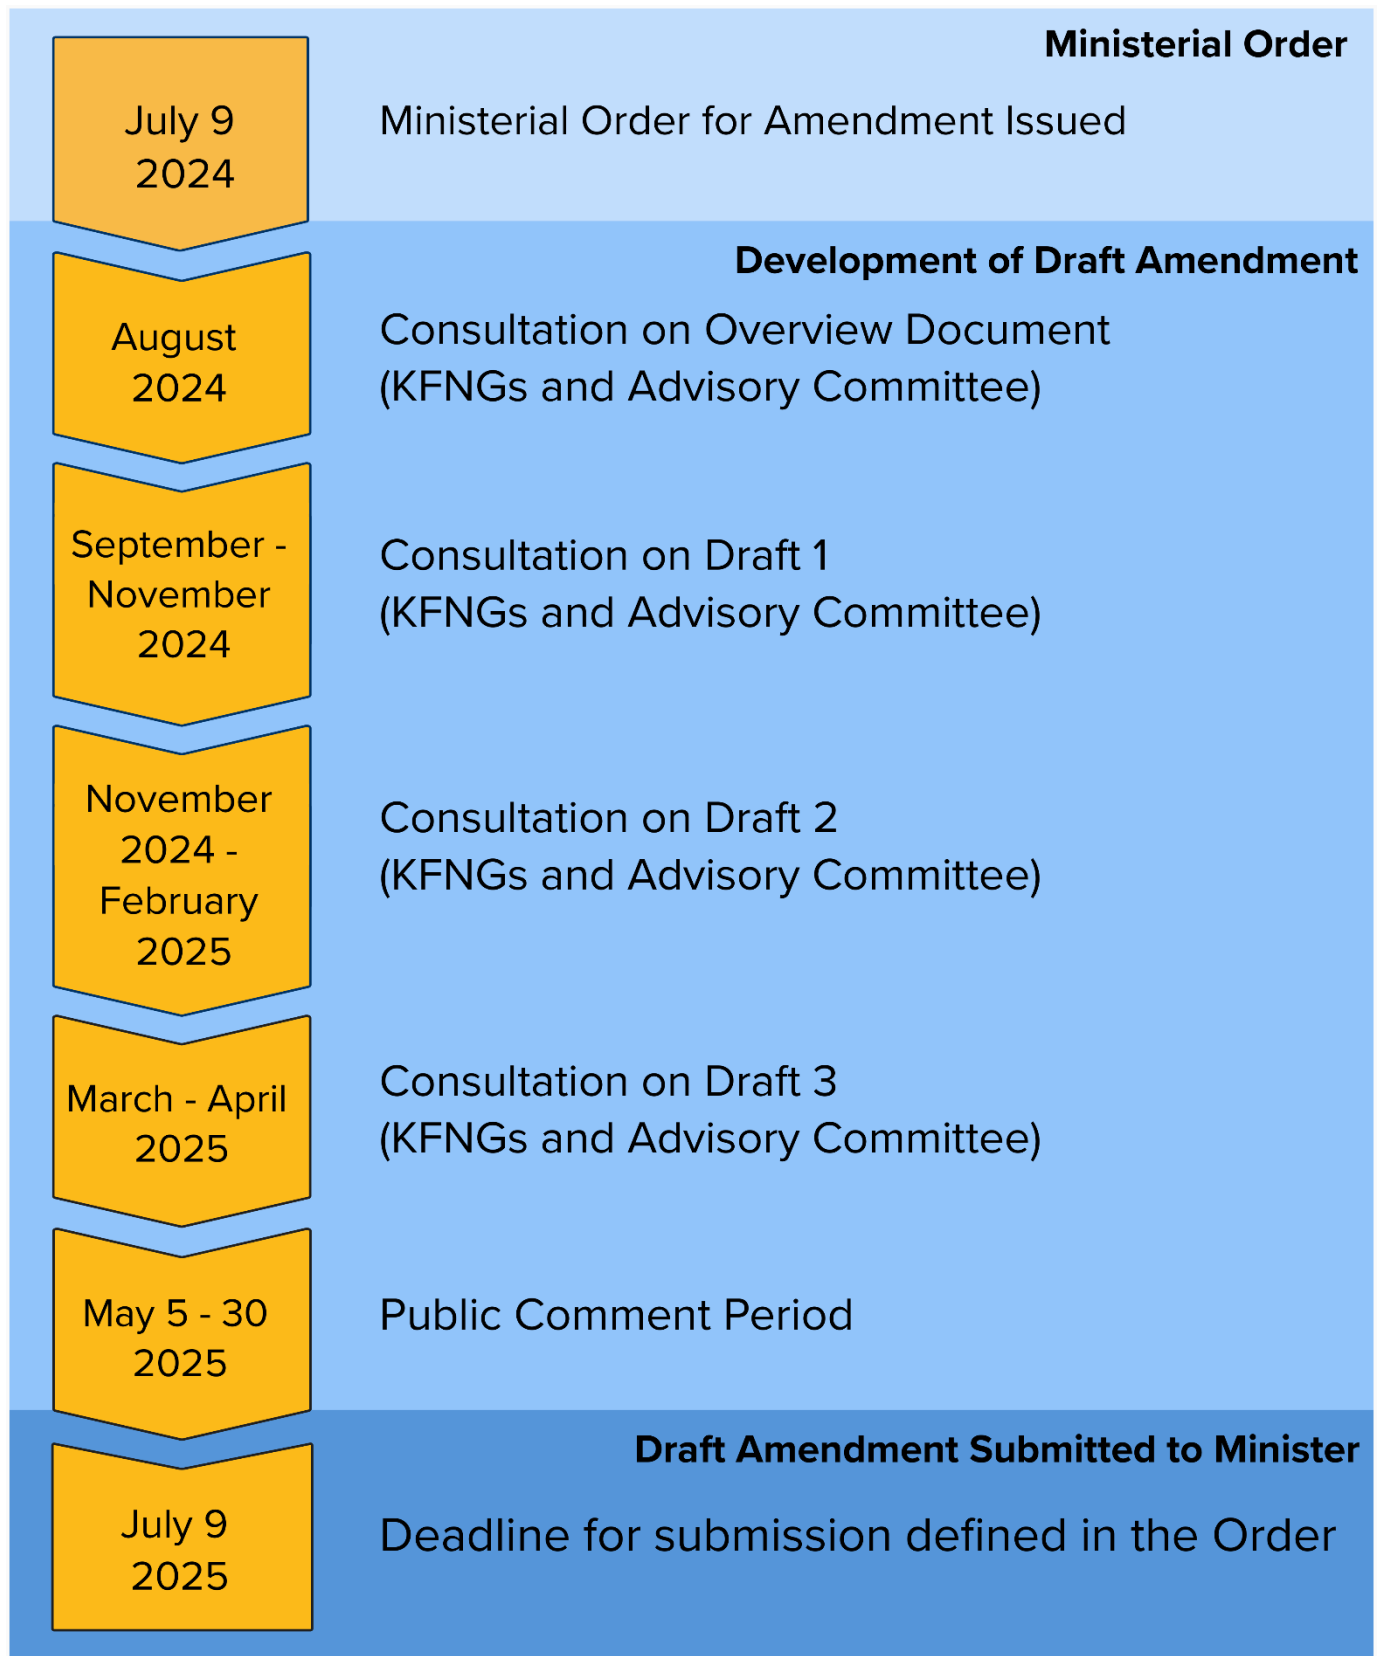 Ministerial Order
July 9
2024
Ministerial Order for Amendment Issued
Development of Draft Amendment
August
2024
Consultation on Overview Document
(KFNGs and Advisory Committee)
September -
November
2024
Consultation on Draft 1
(KFNGs and Advisory Committee)
November
2024 -
February
2025
Consultation on Draft 2
(KFNGs and Advisory Committee)
March - April
2025
Consultation on Draft 3
(KFNGs and Advisory Committee)
May 5 - 30
2025
Public Comment Period
Draft Amendment Submitted to Minister
July 9
2025
Deadline for submission defined in the Order